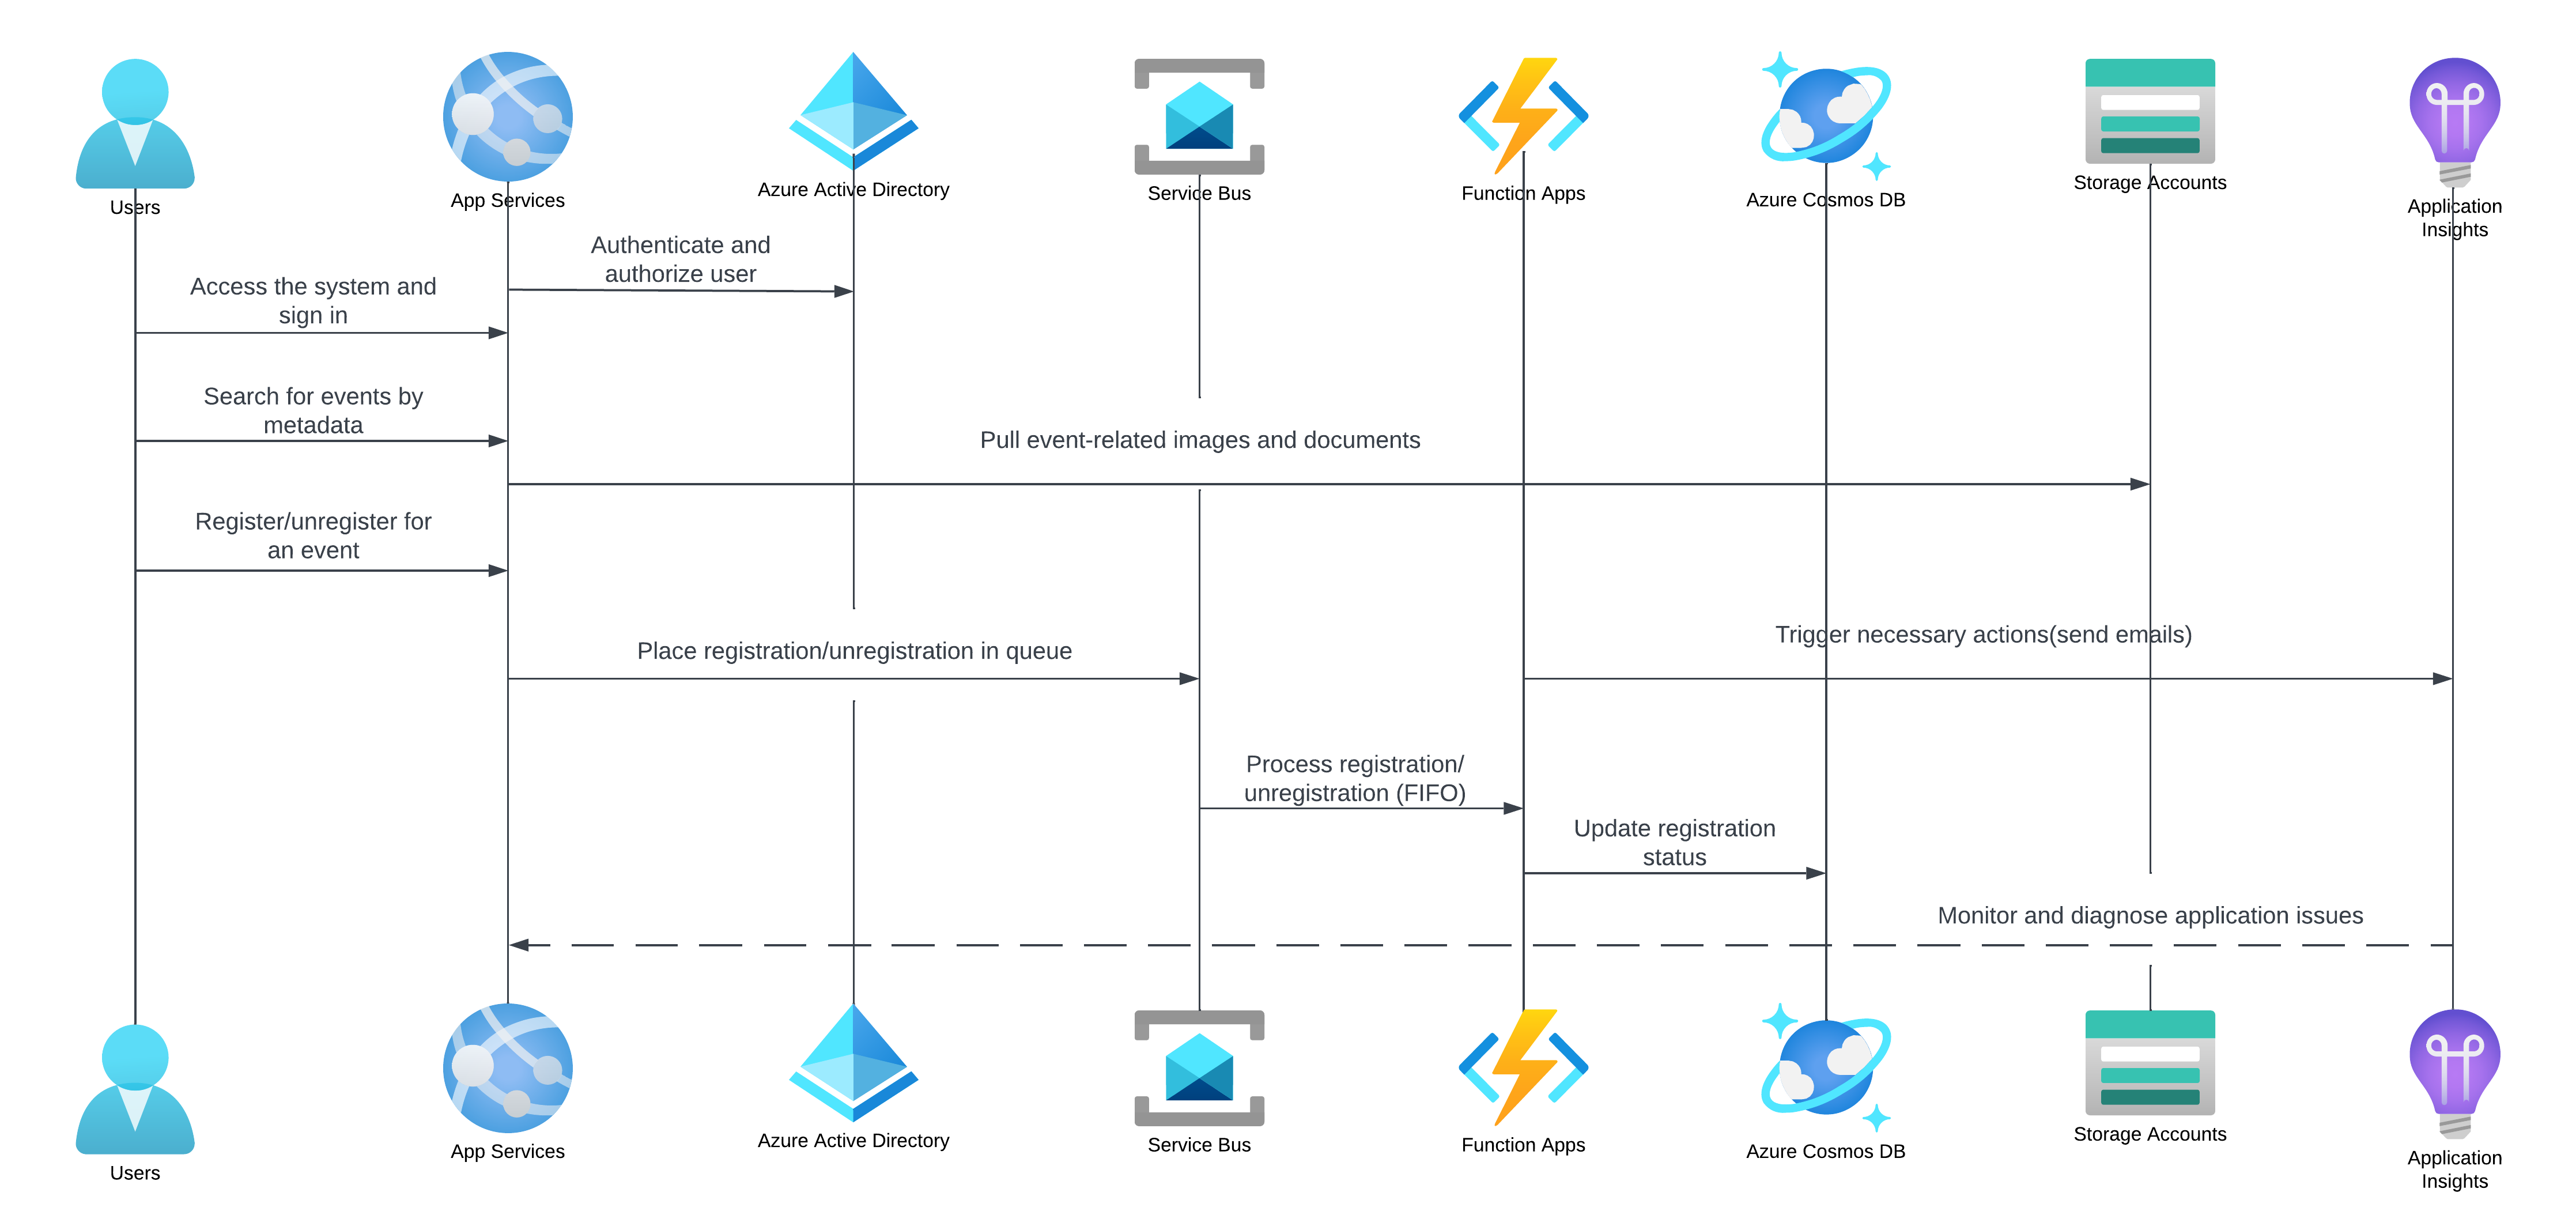 Users
App Services
Azure Active Directory
Service Bus
Function Apps
Azure Cosmos DB
Storage Accounts
Application
Insights
Authenticate and
authorize user
Access the system and
sign in
Search for events by
metadata
Pull event-related images and documents
Register/unregister for
an event
Trigger necessary actions(send emails)
Place registration/unregistration in queue
Process registration/
unregistration (FIFO)
Update registration
status
Monitor and diagnose application issues
Users
App Services
Azure Active Directory
Service Bus
Function Apps
Azure Cosmos DB
Storage Accounts
Application
Insights